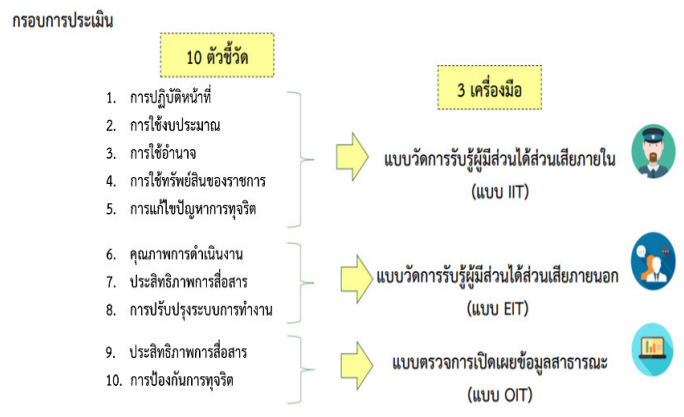 กรอบการประเมิน
10 ตัวชี้วัด
3 เครื่องมือ
1. การปฏิบัติหน้าที่
2. การใช้งบประมาณ
3. การใช้อำนาจ
4. การใช้ทรัพย์สินของราชการ
5. การแก้ไขปัญหาการทุจริต
แบบวัดการรับรู้ผู้มีส่วนได้ส่วนเสียภายใน
(แบบ IIT)
6. คุณภาพการดำเนินงาน
7. ประสิทธิภาพการสื่อสาร
8. การปรับปรุงระบบการทำงาน
แบบวัดการรับรู้ผู้มีส่วนได้ส่วนเสียภายนอก
(แบบ EIT)
9. ประสิทธิภาพการสื่อสาร
10. การป้องกันการทุจริต
แบบตรวจการเปิดเผยข้อมูลสาธารณะ
(แบบ OIT)